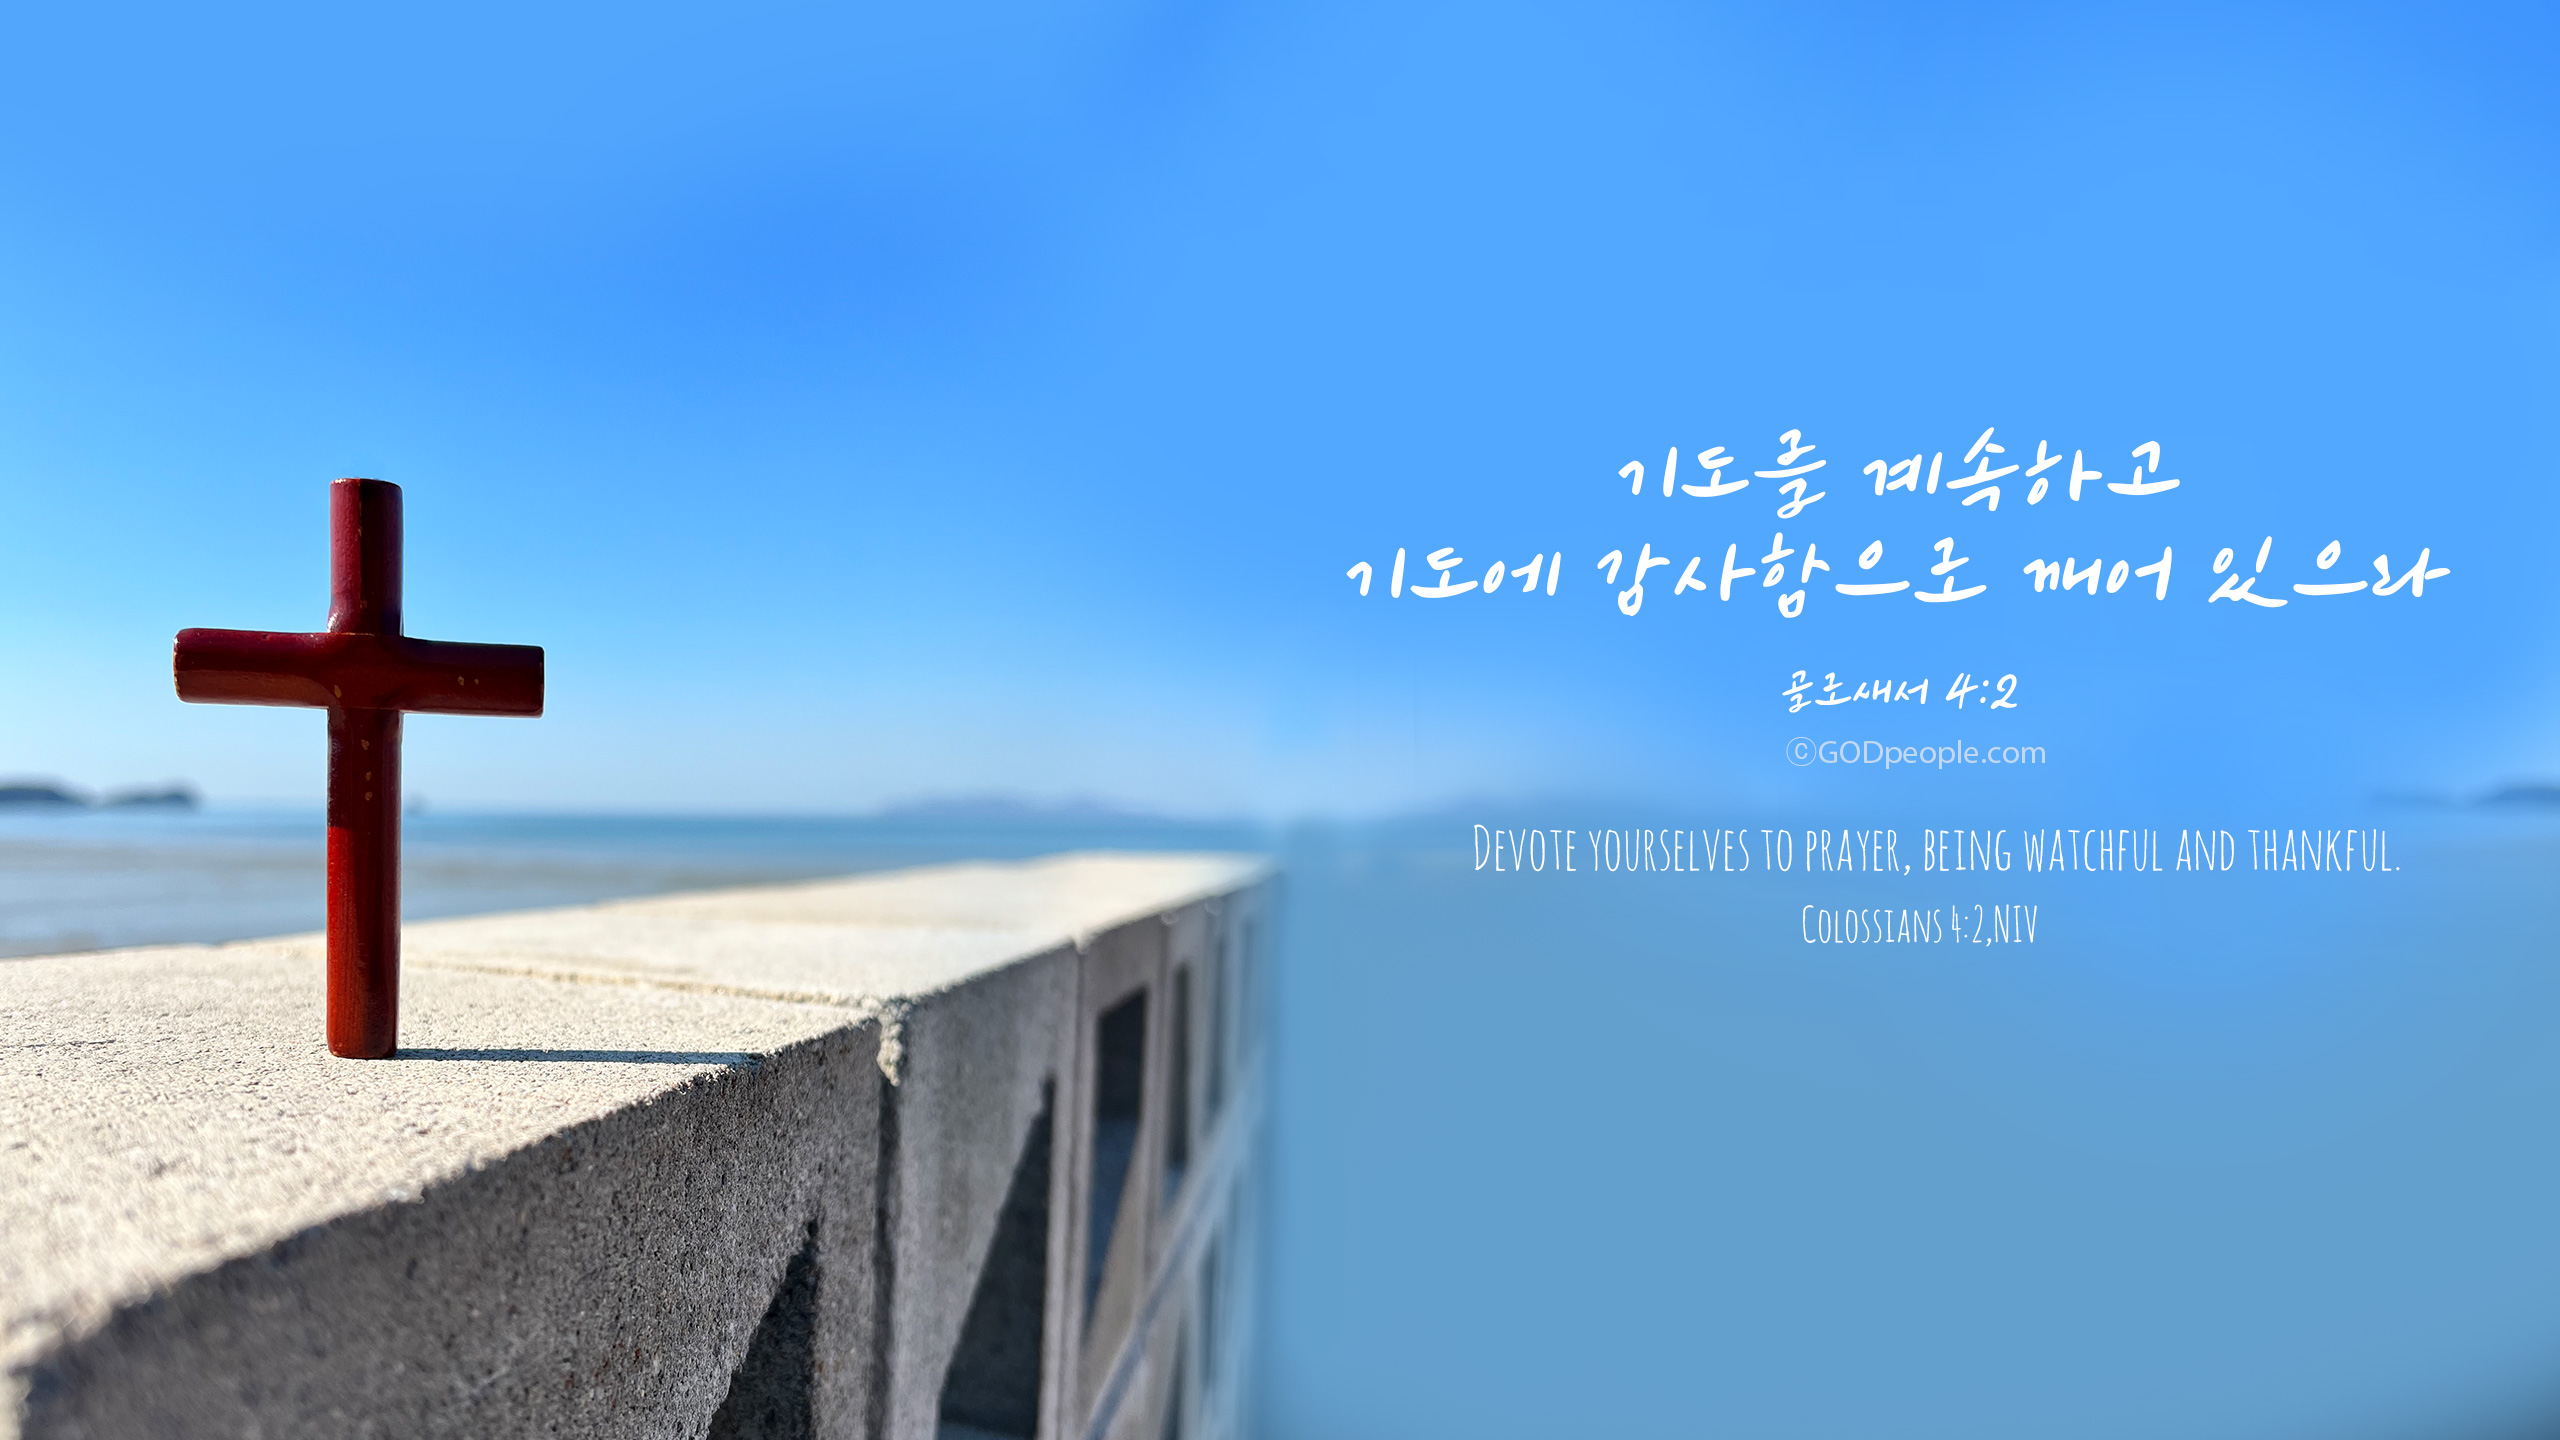 기도를 계속하고
기도에 감사함으로 깨어 있으라
골로새서 4:2
ⓒGODpeople.com
Devote yourselves to prayer, being watchful and thankful.
Colossians 4:2,NIV